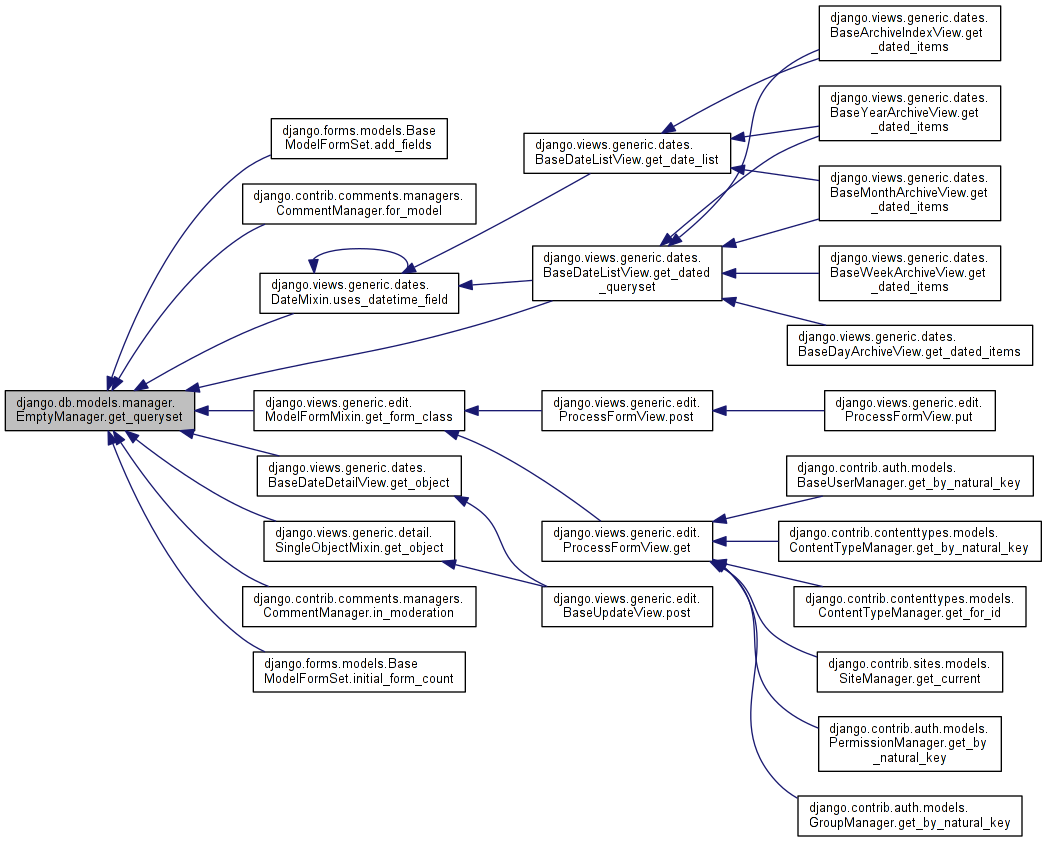 django.db.models.manager.
EmptyManager.get_queryset
django.forms.models.Base
ModelFormSet.add_fields
django.contrib.comments.managers.
CommentManager.for_model
django.views.generic.dates.
DateMixin.uses_datetime_field
django.views.generic.edit.
ModelFormMixin.get_form_class
django.views.generic.dates.
BaseDateDetailView.get_object
django.views.generic.detail.
SingleObjectMixin.get_object
django.contrib.comments.managers.
CommentManager.in_moderation
django.forms.models.Base
ModelFormSet.initial_form_count
django.views.generic.dates.
BaseDateListView.get_date_list
django.views.generic.dates.
BaseDateListView.get_dated
_queryset
django.views.generic.edit.
ProcessFormView.post
django.views.generic.edit.
ProcessFormView.get
django.views.generic.edit.
BaseUpdateView.post
django.views.generic.dates.
BaseArchiveIndexView.get
_dated_items
django.views.generic.dates.
BaseYearArchiveView.get
_dated_items
django.views.generic.dates.
BaseMonthArchiveView.get
_dated_items
django.views.generic.dates.
BaseWeekArchiveView.get
_dated_items
django.views.generic.dates.
BaseDayArchiveView.get_dated_items
django.views.generic.edit.
ProcessFormView.put
django.contrib.auth.models.
BaseUserManager.get_by_natural_key
django.contrib.contenttypes.models.
ContentTypeManager.get_by_natural_key
django.contrib.contenttypes.models.
ContentTypeManager.get_for_id
django.contrib.sites.models.
SiteManager.get_current
django.contrib.auth.models.
PermissionManager.get_by
_natural_key
django.contrib.auth.models.
GroupManager.get_by_natural_key